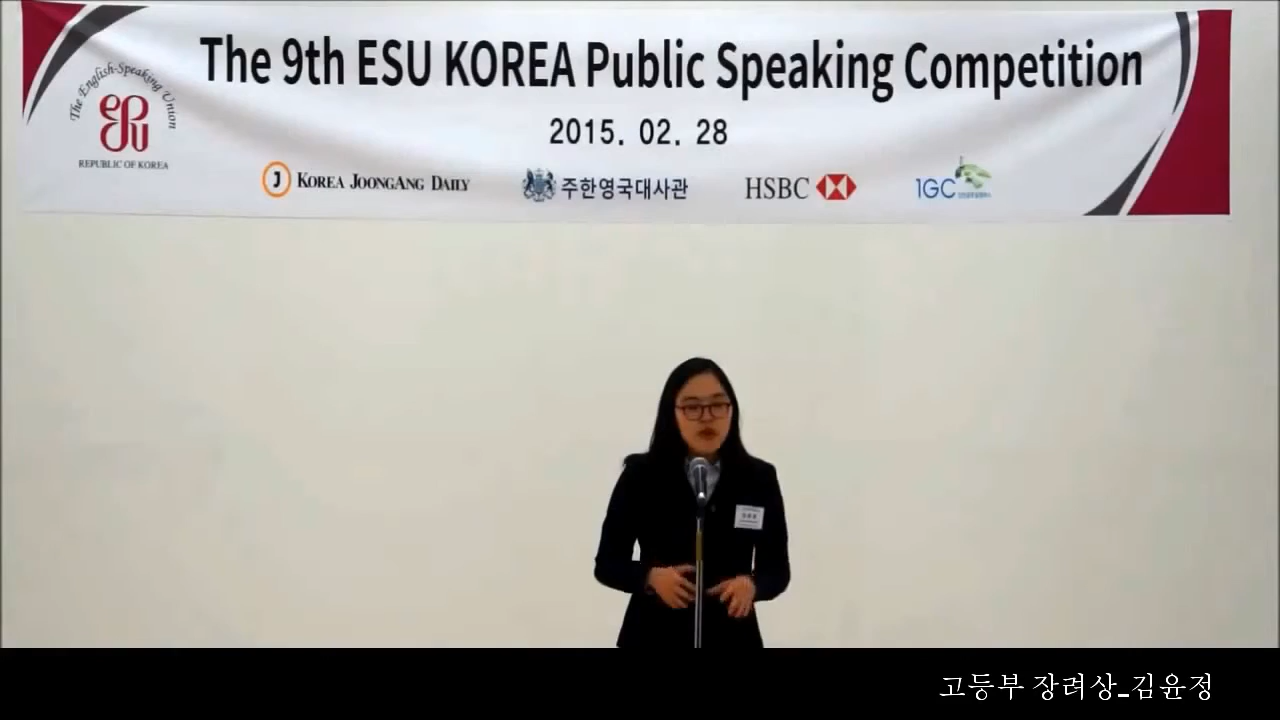 The 9th ESU KOREA Public Speaking Competition
The English-Speaking Union
ESU
REPUBLIC OF KOREA
2015. 02. 28
J KOREA JOONGANG DAILY
주한영국대사관
HSBC
IGC
고등부 장려상-김윤정